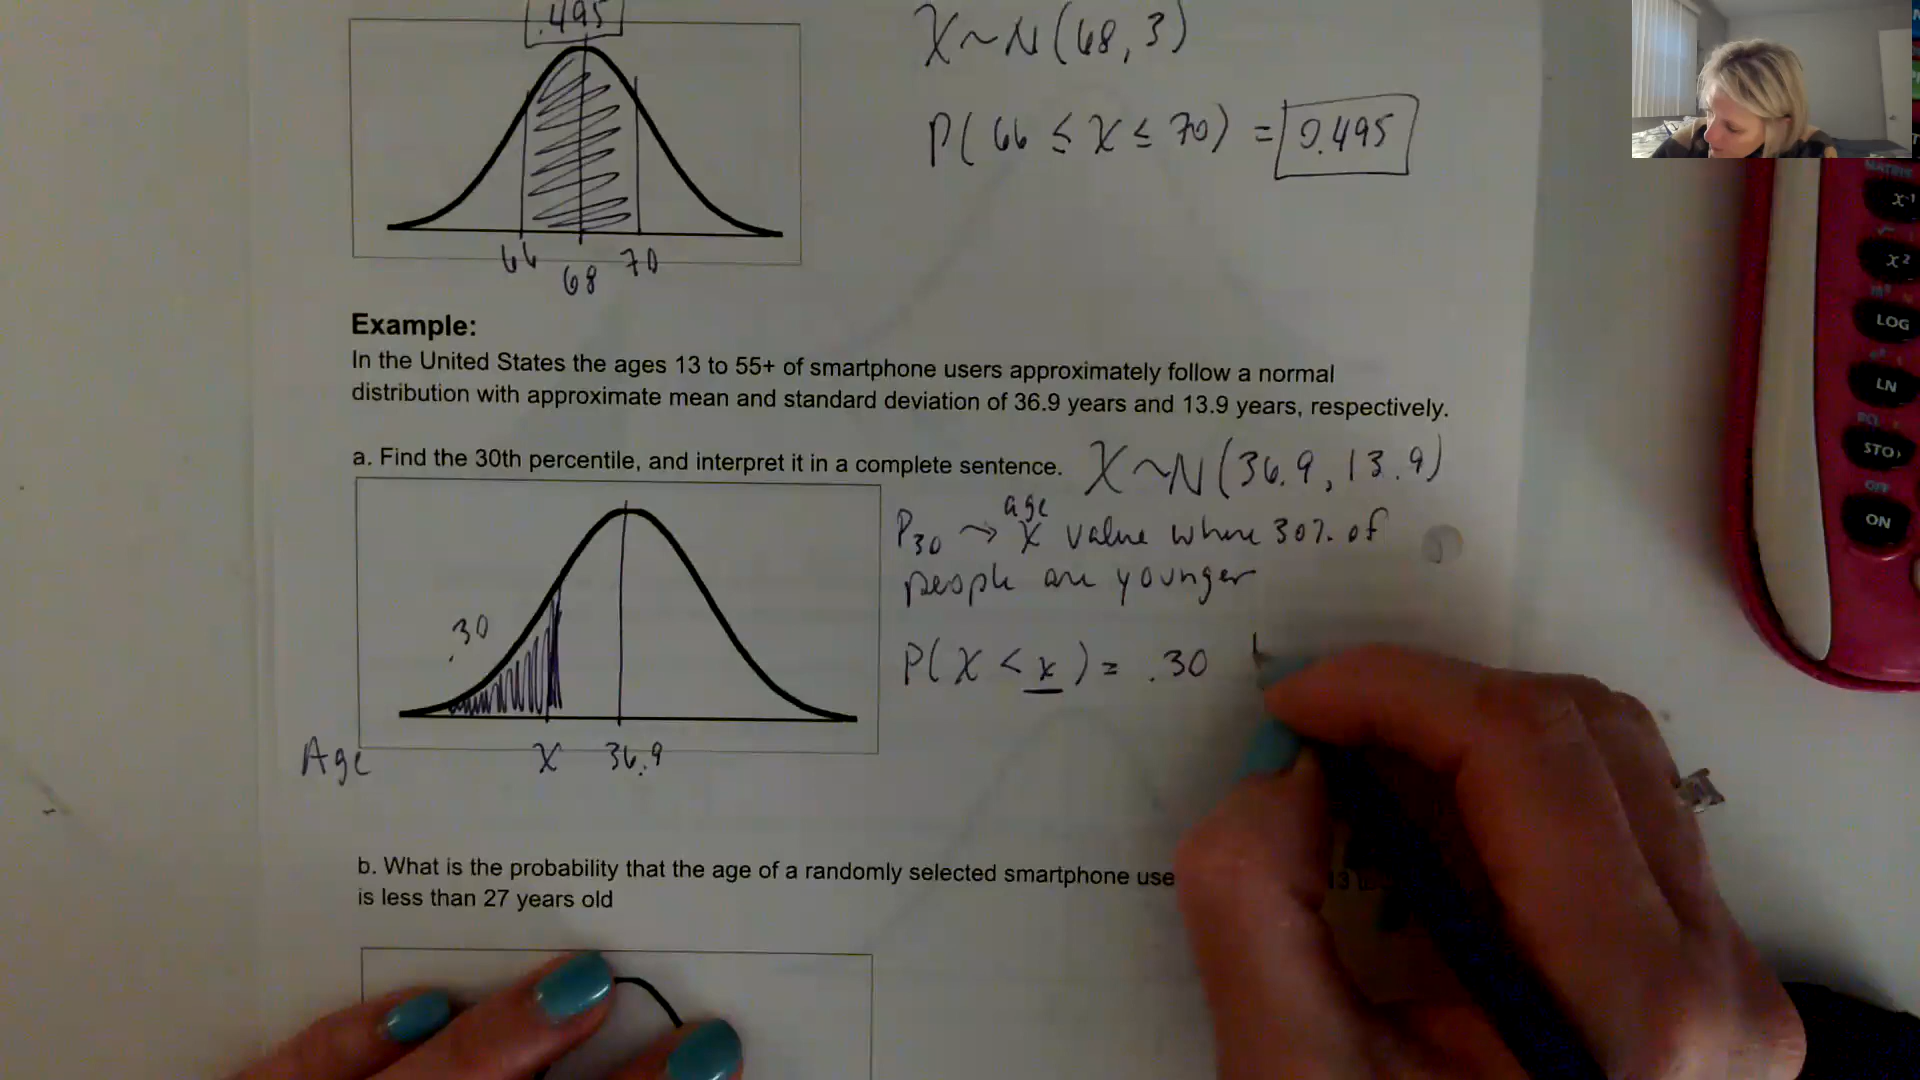 .495
X~N(68,3)
P(66 ≤ X ≤ 70) = 0.495
66
68
70
Example:
In the United States the ages 13 to 55+ of smartphone users approximately follow a normal
distribution with approximate mean and standard deviation of 36.9 years and 13.9 years, respectively.
a. Find the 30th percentile, and interpret it in a complete sentence. X~N(36.9,13.9)
age
P30 → X value where 30% of
people are younger
.30
P(X < x) = .30
Age X 36.9
b. What is the probability that the age of a randomly selected smartphone use
is less than 27 years old
MATRIX
x-1
x2
LOG
LN
STO›
OFF
ON